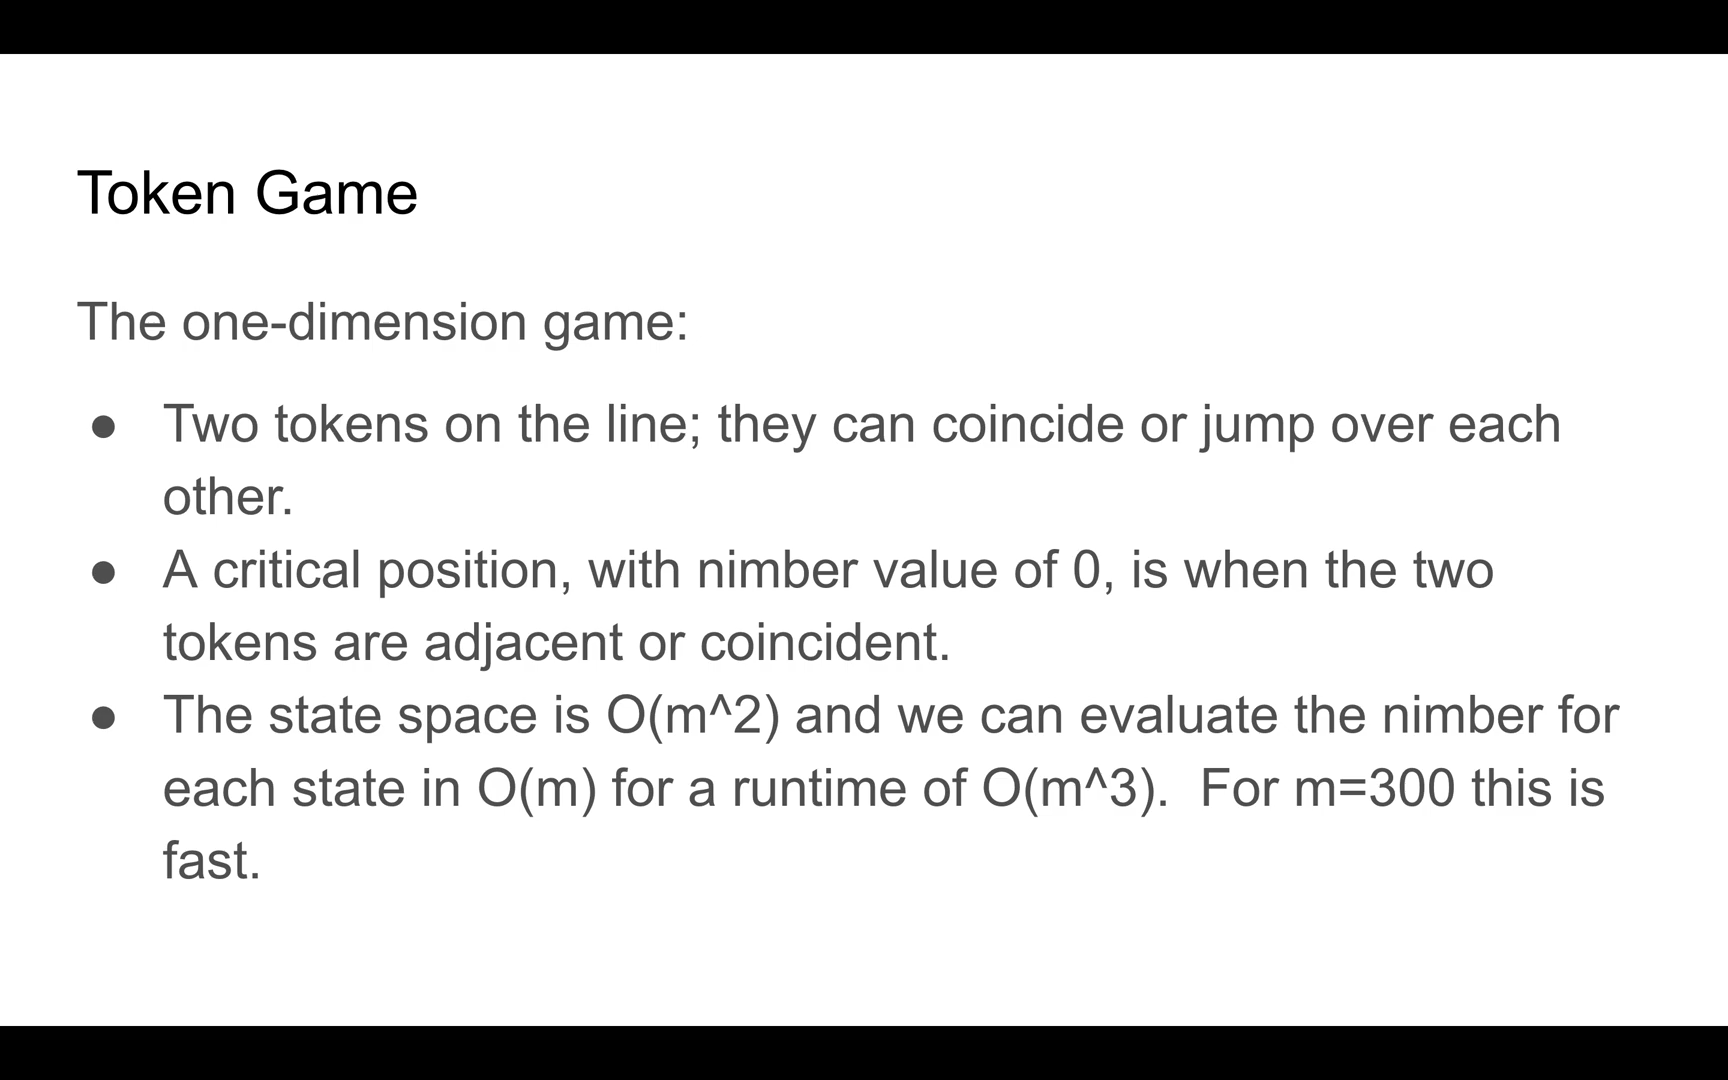 Token Game
The one-dimension game:
● Two tokens on the line; they can coincide or jump over each
other.
● A critical position, with nimber value of 0, is when the two
tokens are adjacent or coincident.
● The state space is O(m^2) and we can evaluate the nimber for
each state in O(m) for a runtime of O(m^3).  For m=300 this is
fast.